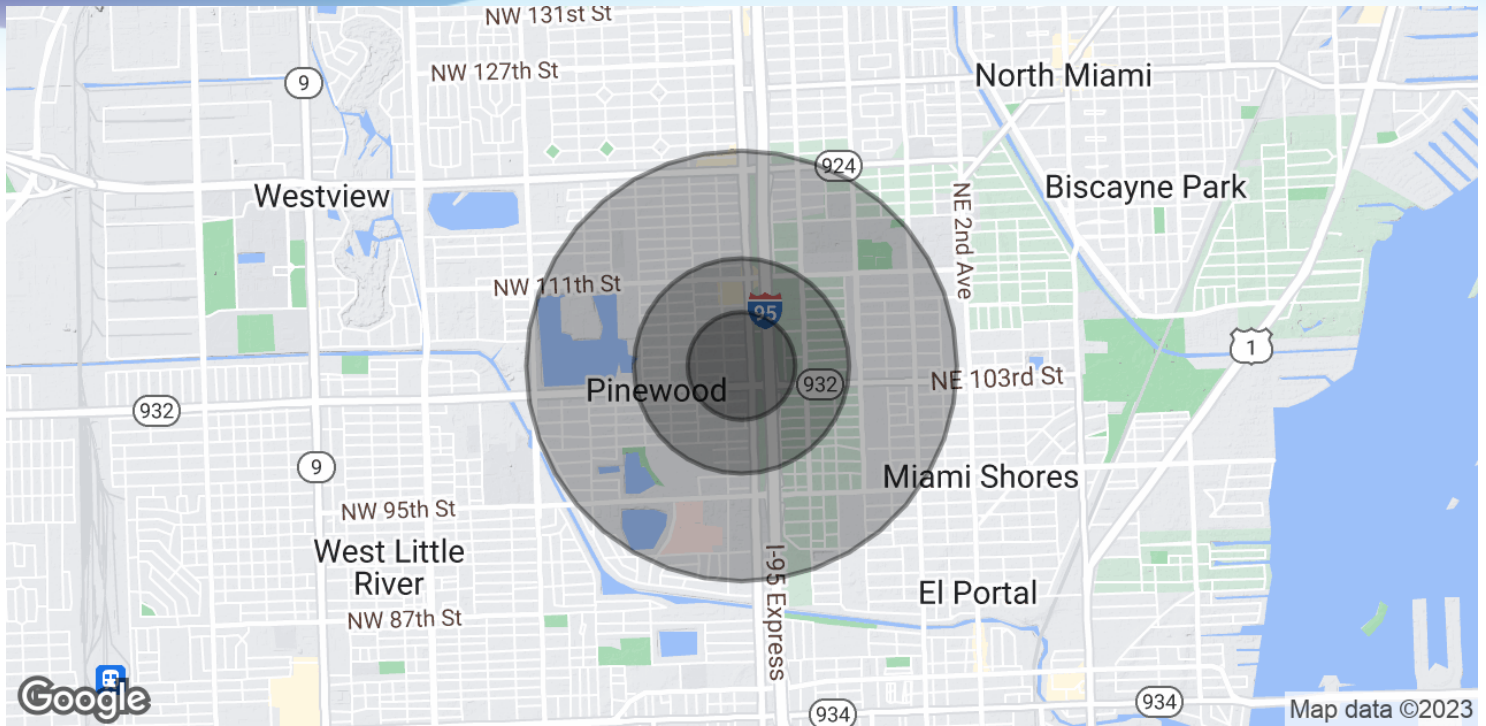 NW 131st St
NW 127th St
9
North Miami
924
Westview
Biscayne Park
NE 2nd Ave
NW 111th St
95
1
Pinewood
932
NE 103rd St
932
9
Miami Shores
NW 95th St
West Little
River
I-95 Express
El Portal
NW 87th St
Google
934
934
Map data ©2023